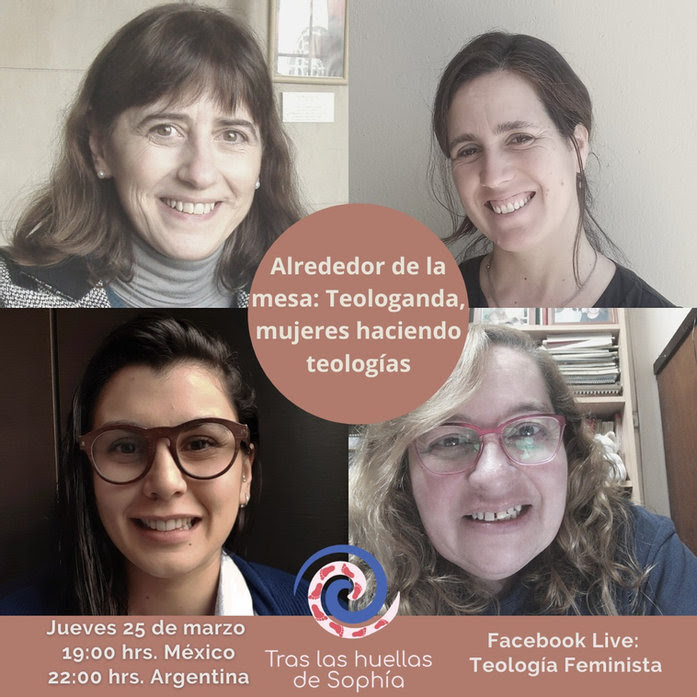 Alrededor de la
mesa: Teologanda,
mujeres haciendo
teologías
Jueves 25 de marzo
19:00 hrs. México
22:00 hrs. Argentina
Tras las huellas
de Sophía
Facebook Live:
Teología Feminista